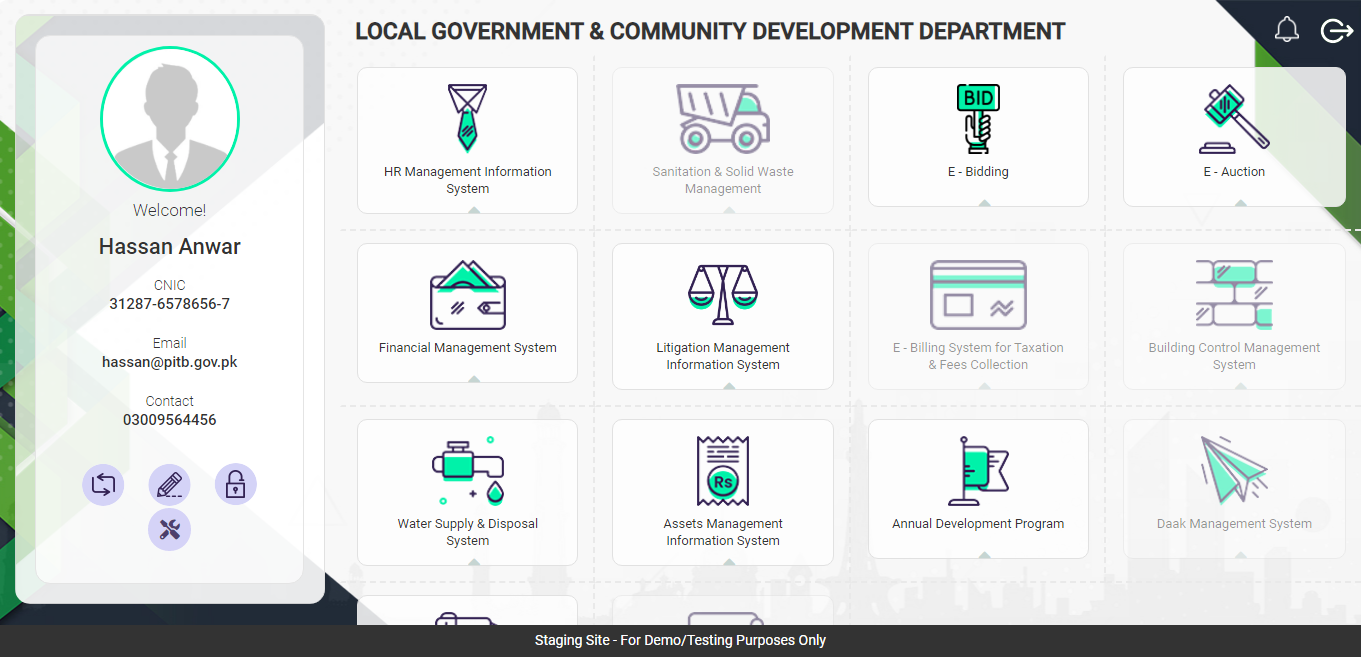 LOCAL GOVERNMENT & COMMUNITY DEVELOPMENT DEPARTMENT
Welcome!
Hassan Anwar
CNIC
31287-6578656-7
Email
hassan@pitb.gov.pk
Contact
03009564456
HR Management Information
System
Sanitation & Solid Waste
Management
BID
E - Bidding
E - Auction
Financial Management System
Litigation Management
Information System
E - Billing System for Taxation
& Fees Collection
Building Control Management
System
Water Supply & Disposal
System
Rs
Assets Management
Information System
Annual Development Program
Daak Management System
Staging Site - For Demo/Testing Purposes Only